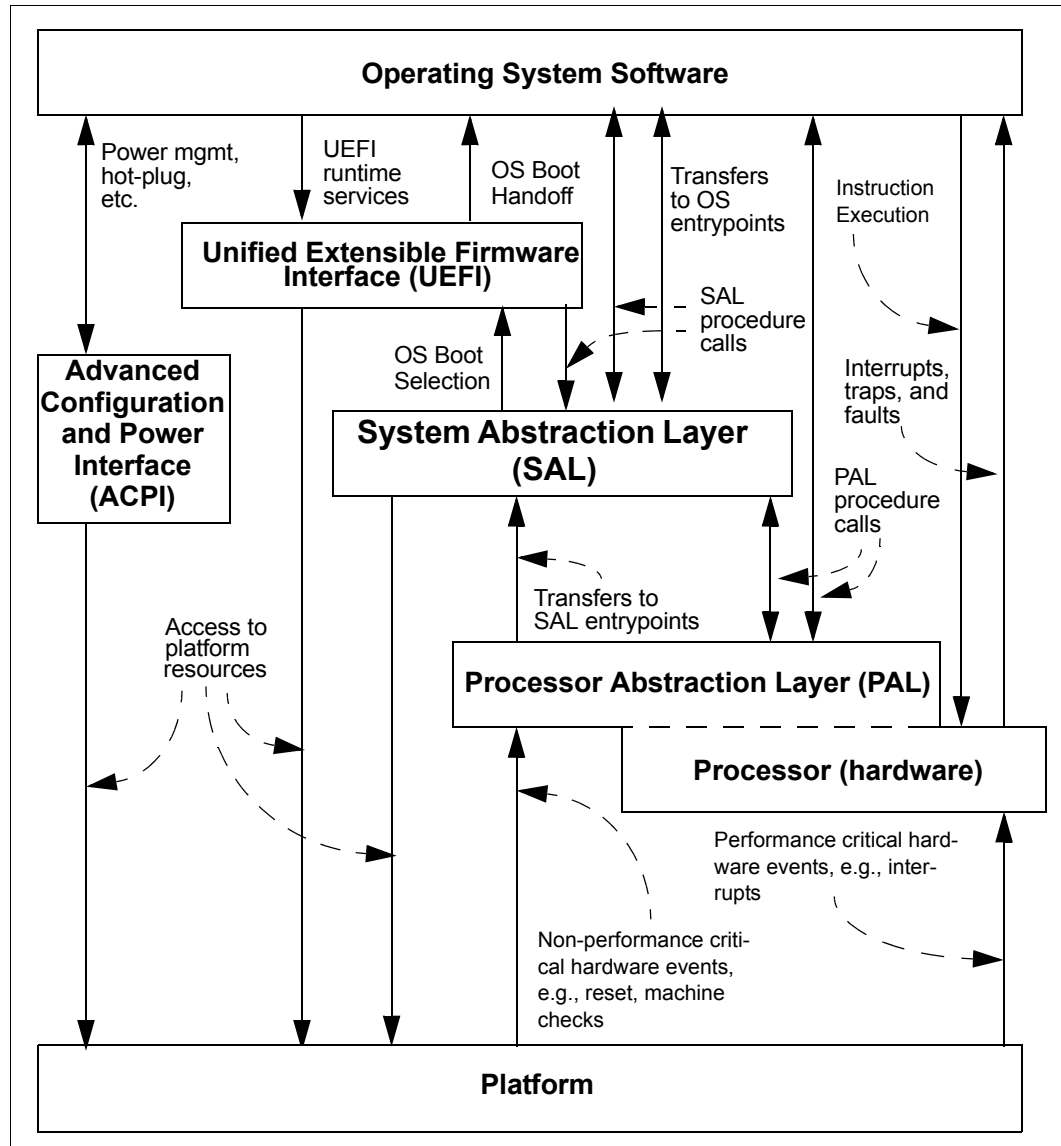 Operating System Software
Power mgmt,
hot-plug,
etc.
UEFI
runtime
services
OS Boot
Handoff
Transfers
to OS
entrypoints
Instruction
Execution
Unified Extensible Firmware
Interface (UEFI)
SAL
procedure
calls
OS Boot
Selection
Advanced
Configuration
and Power
Interface
(ACPI)
Interrupts,
traps, and
faults
System Abstraction Layer
(SAL)
PAL
procedure
calls
Transfers to
SAL entrypoints
Access to
platform
resources
Processor Abstraction Layer (PAL)
Processor (hardware)
Performance critical hard-
ware events, e.g., inter-
rupts
Non-performance criti-
cal hardware events,
e.g., reset, machine
checks
Platform